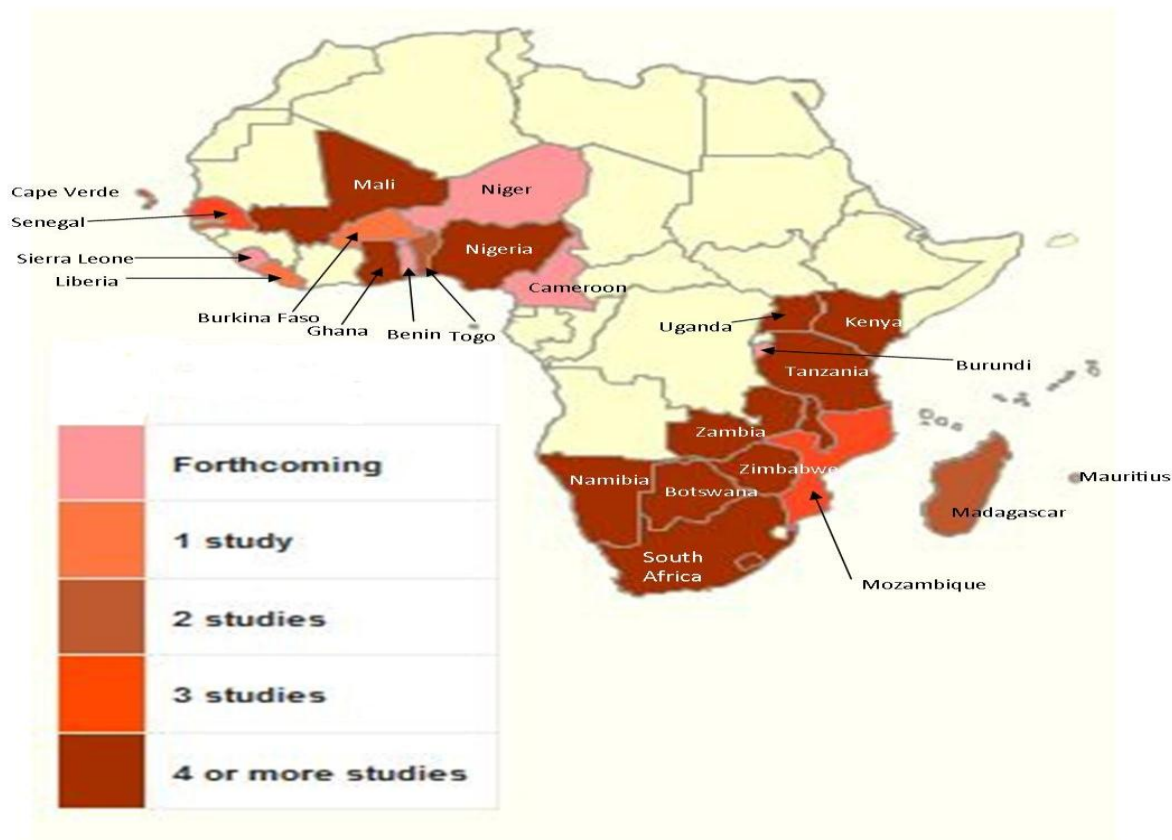 Mali
Niger
Cape Verde
Senegal
Nigeria
Sierra Leone
Liberia
Cameroon
Burkina Faso
Ghana
Benin
Togo
Uganda
Kenya
Burundi
Tanzania
Zambia
Zimbabwe
Namibia
Botswana
Mauritius
Madagascar
South
Africa
Mozambique
Forthcoming
1 study
2 studies
3 studies
4 or more studies